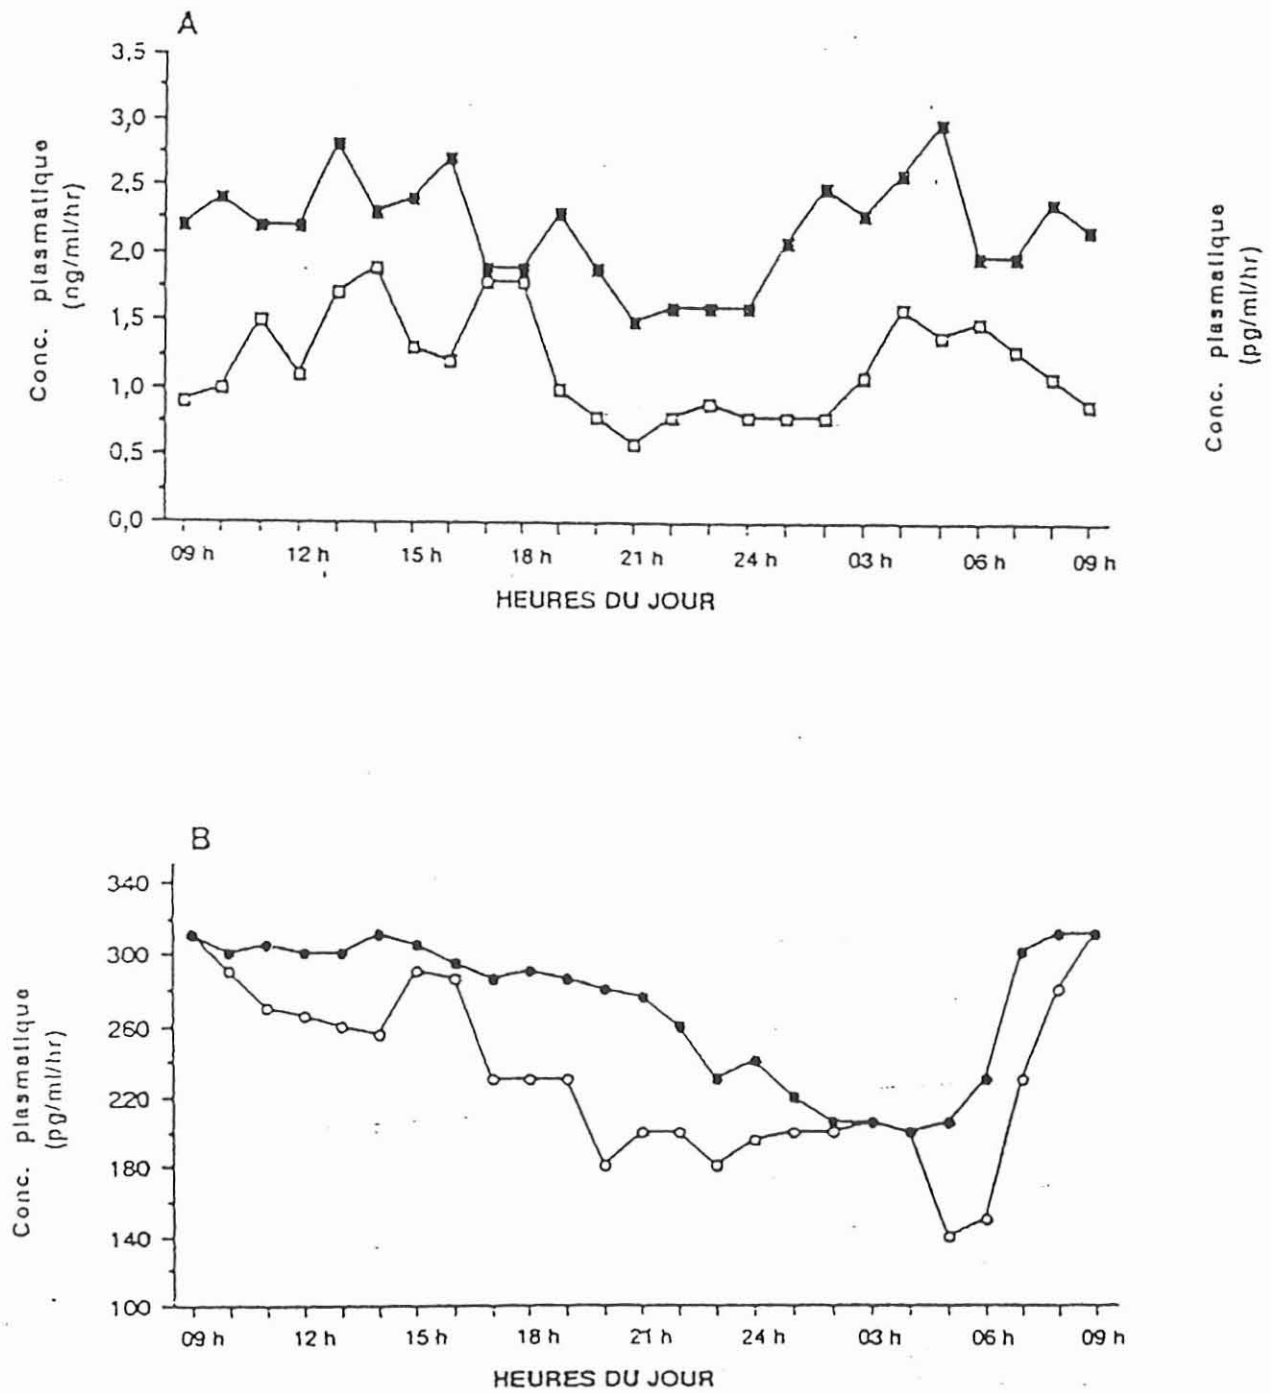 A
3,5
3,0
2,5
2,0
1,5
1,0
0,5
0,0
Conc. plasmatique
(ng/ml/hr)
Conc. plasmatique
(pg/ml/hr)
09 h 12 h 15 h 18 h 21 h 24 h 03 h 06 h 09 h
HEURES DU JOUR
B
340
300
260
220
180
140
100
Conc. plasmatique
(pg/ml/hr)
09 h 12 h 15 h 18 h 21 h 24 h 03 h 06 h 09 h
HEURES DU JOUR